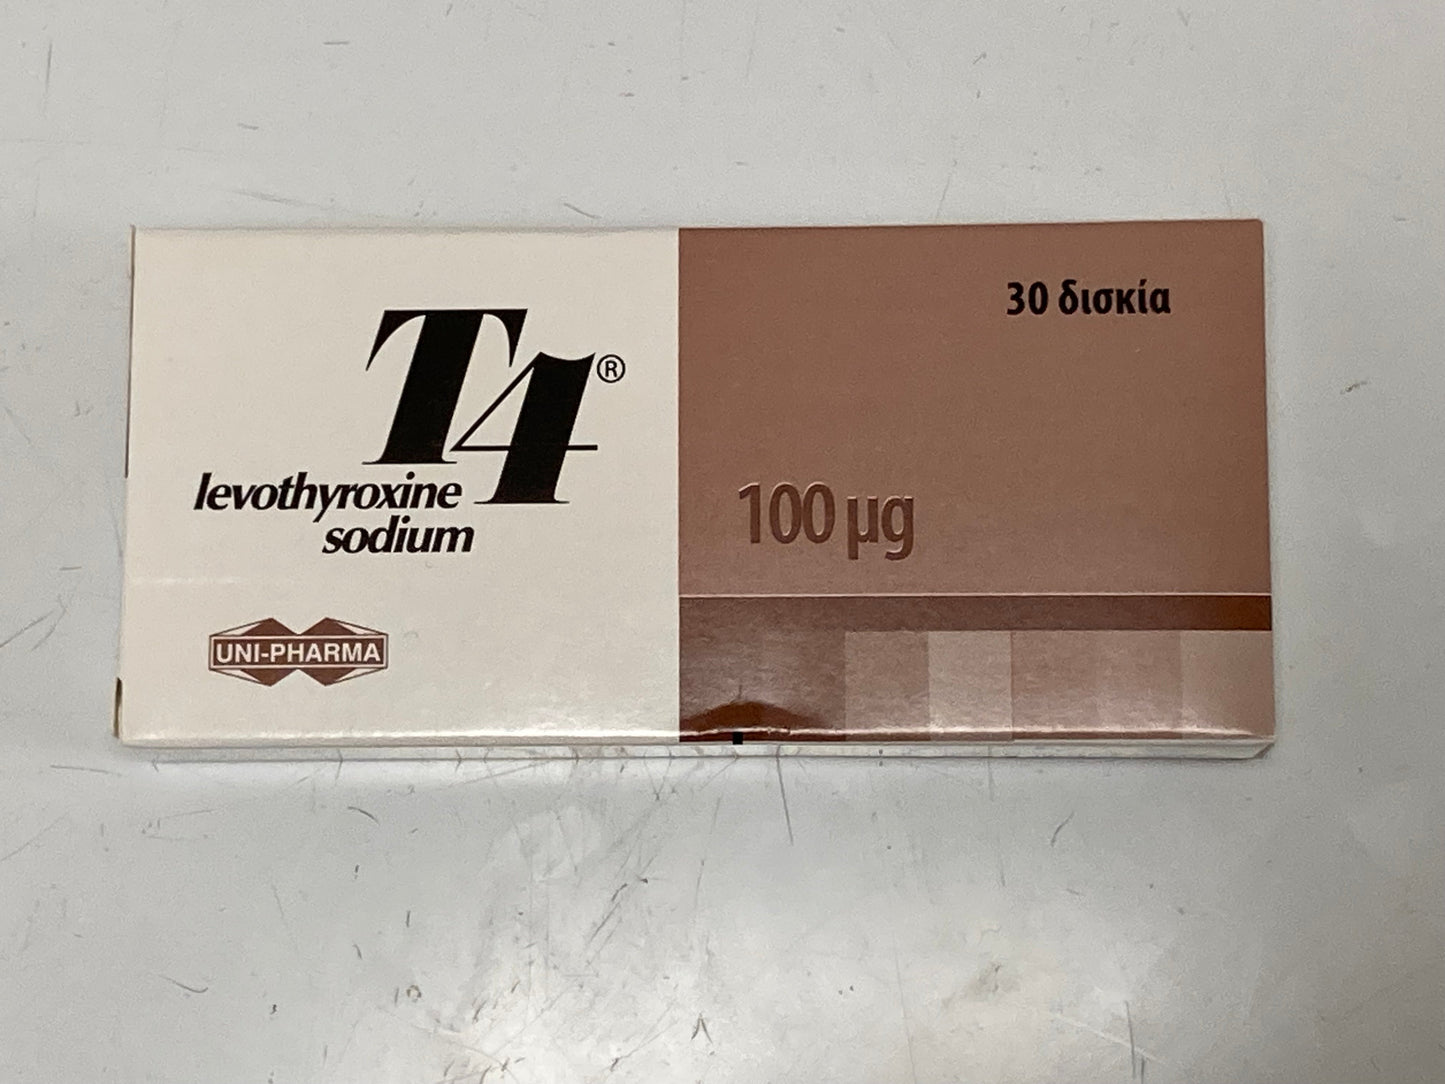 T4®
levothyroxine
sodium
UNI-PHARMA
30 δισκία
100 μg